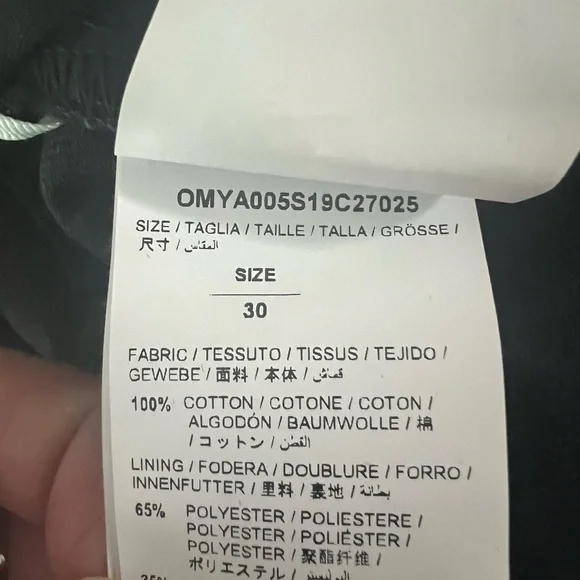 OMYA005S19C27025
SIZE / TAGLIA / TAILLE / TALLA / GRÖSSE /
尺寸 / المقاس
SIZE
30
FABRIC / TESSUTO / TISSUS / TEJIDO /
GEWEBE / 面料 / 本体 / قماش
100% COTTON / COTONE / COTON /
ALGODÓN / BAUMWOLLE / 棉
/ コットン / القطن
LINING / FODERA / DOUBLURE / FORRO /
INNENFUTTER / 里料 / 裏地 / بطانة
65% POLYESTER / POLIESTERE /
POLYESTER / POLIÉSTER /
POLYESTER / 聚酯纤维 /
ポリエステル / البوليستر
35%